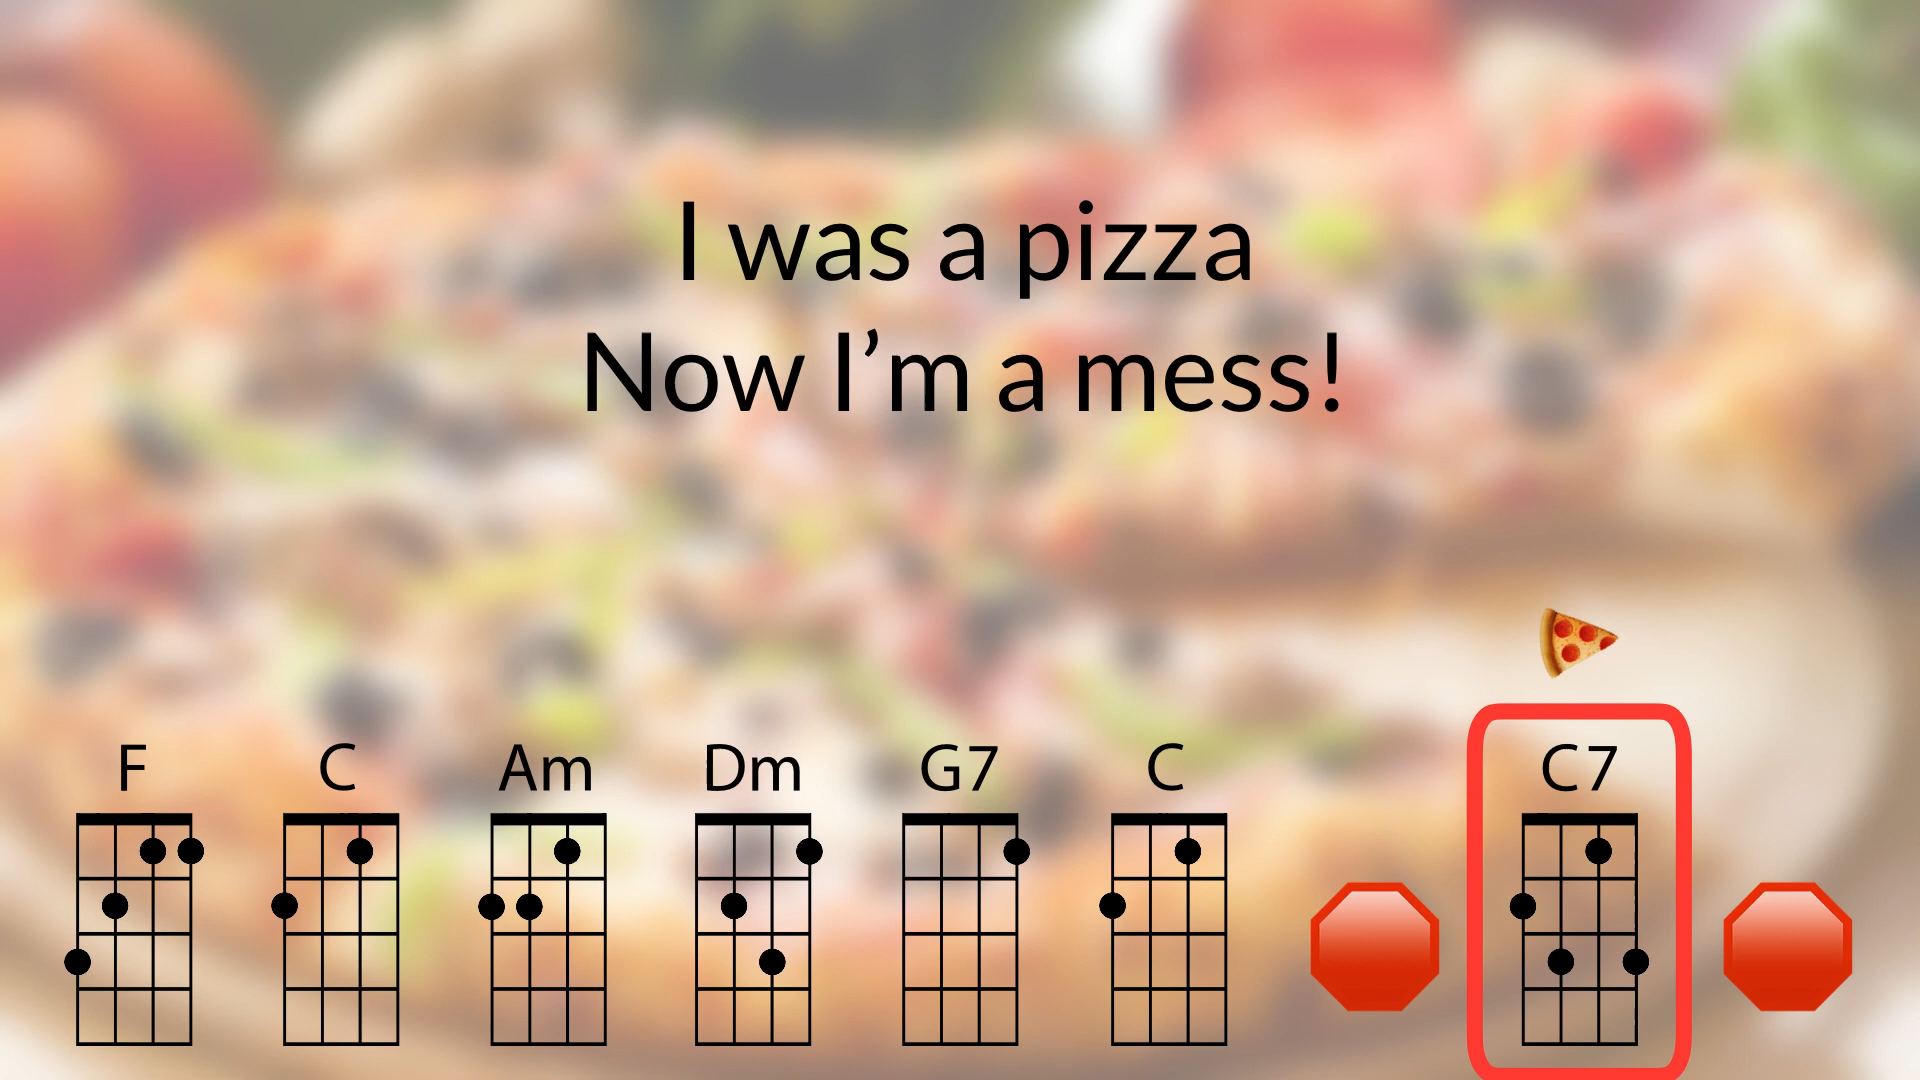 I was a pizza
Now I’m a mess!
F C Am Dm G7 C C7